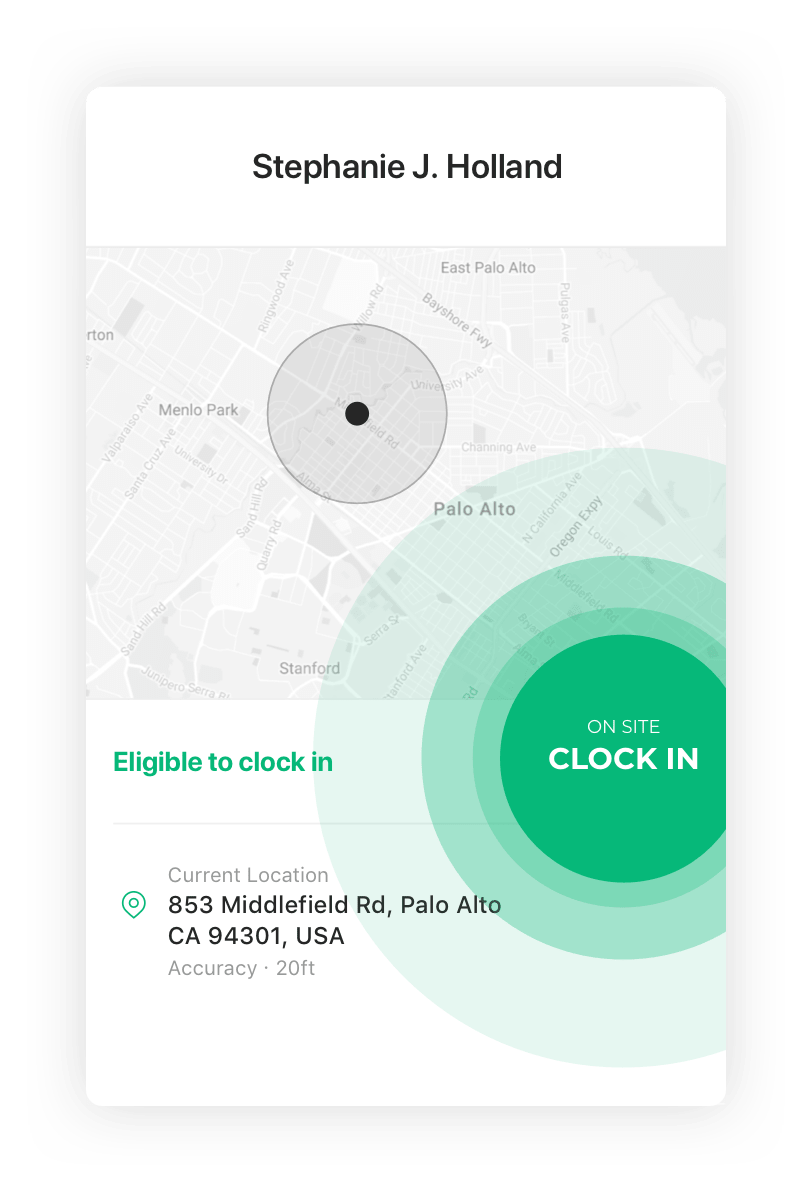 Stephanie J. Holland
East Palo Alto
Ringwood Ave
Willow Rd
Bayshore Fwy
Pulgas Ave
rton
University Ave
Menlo Park
Valparaiso Ave
Santa Cruz Ave
University Dr
Channing Ave
Alma St
Sand Hill Rd
Quarry Rd
Palo Alto
N California Ave
Oregon Expy
Louis Rd
Middlefield Rd
Bryant St
Serra St
Stanford
Sand Hill Rd
Junipero Serra Bl
tanford Ave
Rd
ON SITE
CLOCK IN
Eligible to clock in
Current Location
853 Middlefield Rd, Palo Alto
CA 94301, USA
Accuracy · 20ft